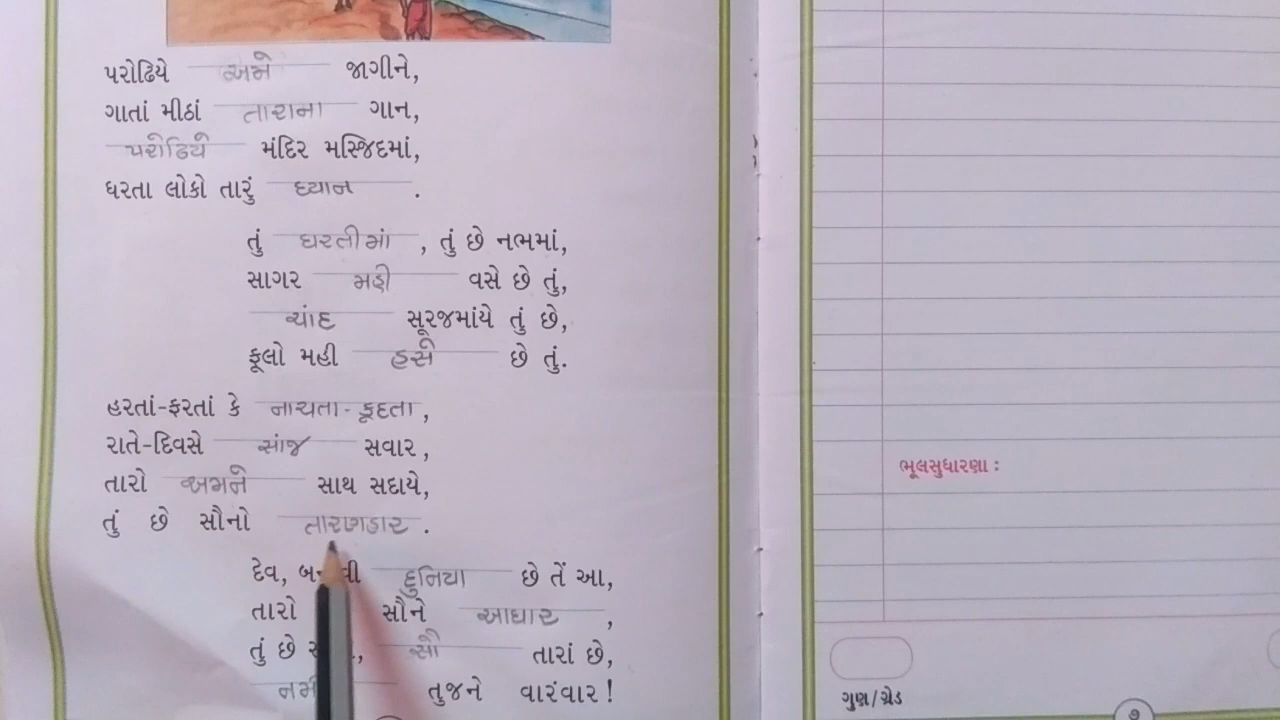 પરોઢિયે અમે જાગીને,
ગાતાં મીઠાં તારાના ગાન,
પરોઢિયે મંદિર મસ્જિદમાં,
ધરતા લોકો તારું ધ્યાન .
તું ધરતીમાં , તું છે નભમાં,
સાગર મહી વસે છે તું,
ચાંદ સૂરજમાંયે તું છે,
ફૂલો મહી હસે છે તું.
હરતાં-ફરતાં કે નાચતા-કૂદતા ,
રાતે-દિવસે સાંજ સવાર ,
તારો અમને સાથ સદાયે,
તું છે સૌનો તારણહાર .
દેવ, છે તેં આ, દુનિયા
તારો સૌને આધાર ,
તું છે સૌ તારાં છે,
તુજને વારંવાર !
ભૂલસુધારણા :
ગુણ/ગ્રેડ
૭